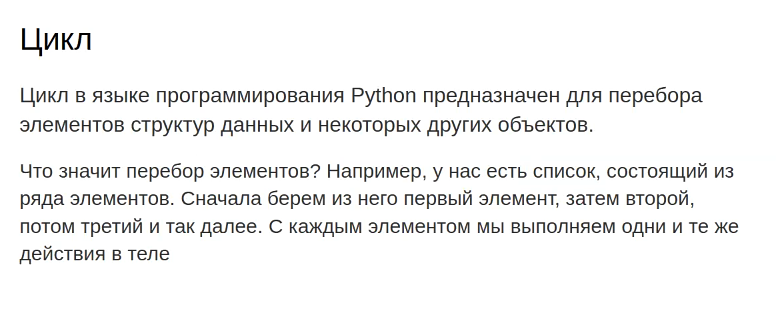 Цикл
Цикл в языке программирования Python предназначен для перебора
элементов структур данных и некоторых других объектов.
Что значит перебор элементов? Например, у нас есть список, состоящий из
ряда элементов. Сначала берем из него первый элемент, затем второй,
потом третий и так далее. С каждым элементом мы выполняем одни и те же
действия в теле